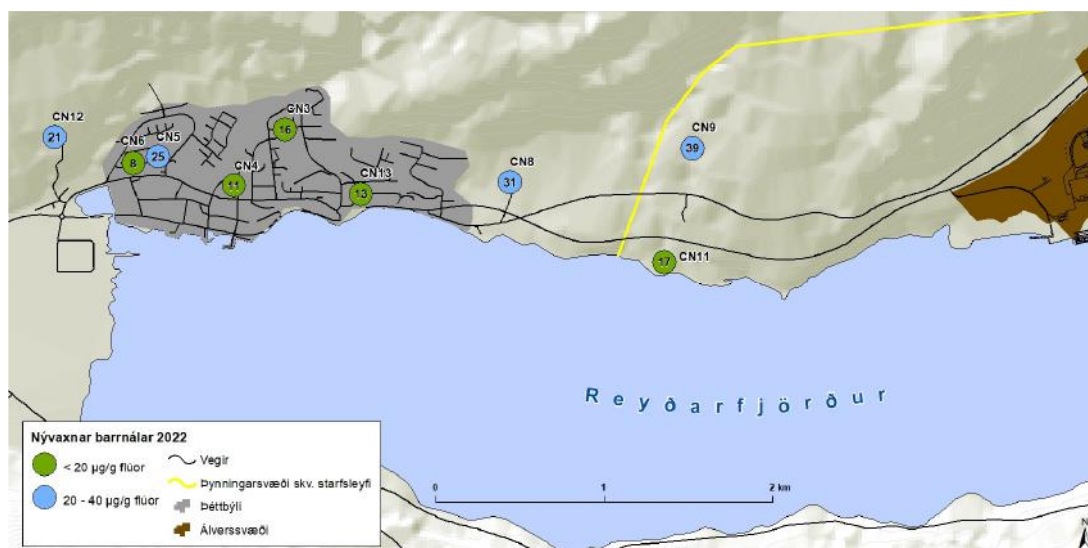 CN12
21
CN6
8
CN5
25
CN3
16
CN4
11
CN13
13
CN8
31
CN9
39
CN11
17
Reyðarfjörður
Nývaxnar barrnálar 2022
< 20 µg/g flúor
20 - 40 µg/g flúor
Vegir
Þynningarsvæði skv. starfsleyfi
Þéttbýli
Álverssvæði
0 1 2 km
N